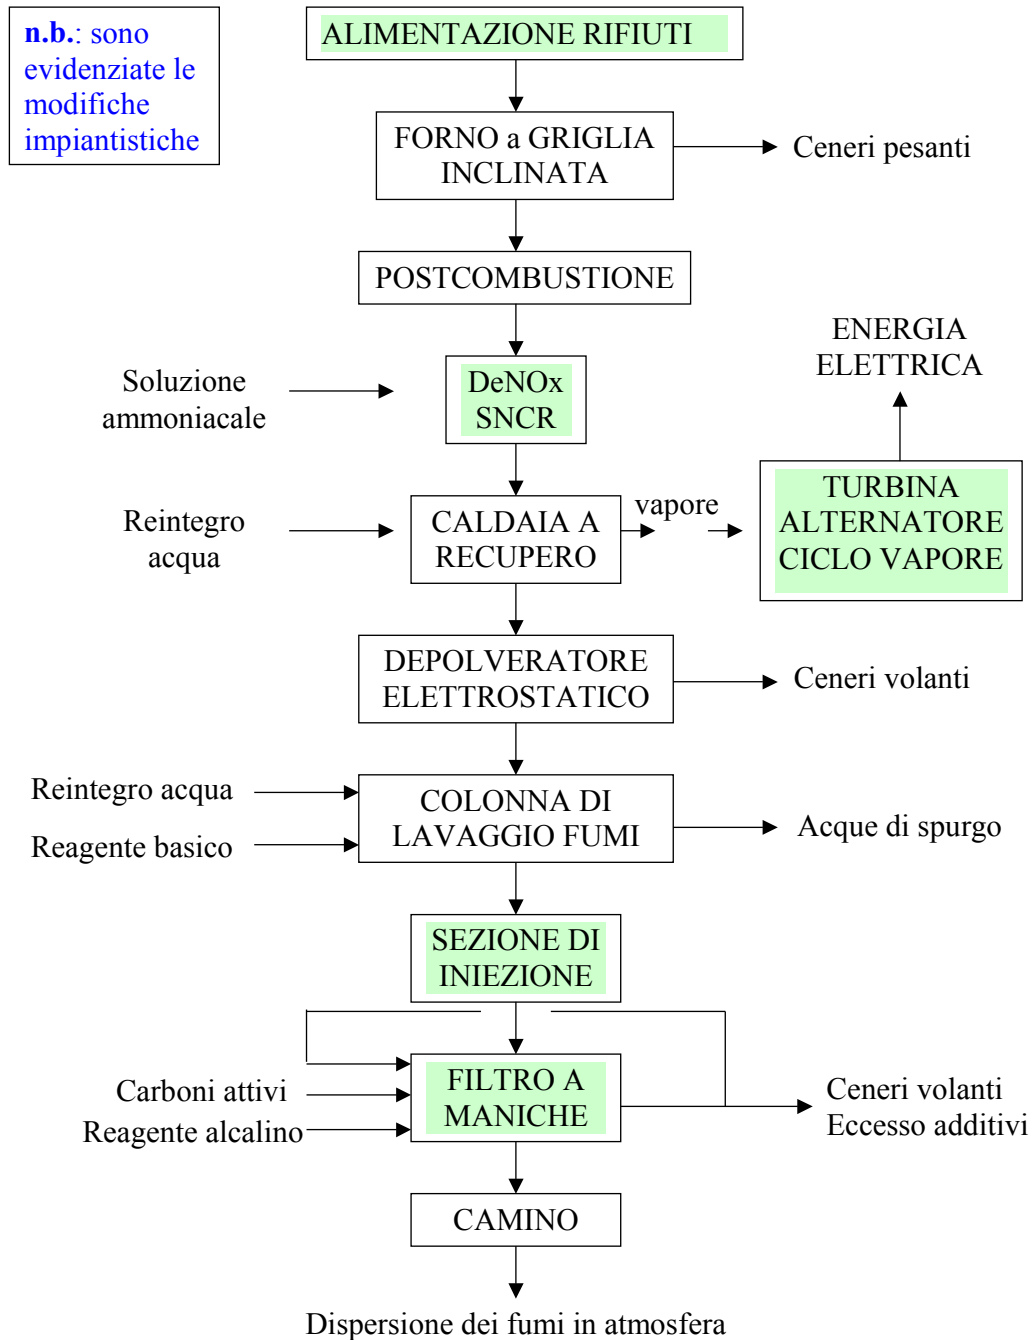 n.b.: sono
evidenziate le
modifiche
impiantistiche
ALIMENTAZIONE RIFIUTI
FORNO a GRIGLIA
INCLINATA
Ceneri pesanti
POSTCOMBUSTIONE
ENERGIA
ELETTRICA
Soluzione
ammoniacale
DeNOx
SNCR
Reintegro
acqua
CALDAIA A
RECUPERO
vapore
TURBINA
ALTERNATORE
CICLO VAPORE
DEPOLVERATORE
ELETTROSTATICO
Ceneri volanti
Reintegro acqua
Reagente basico
COLONNA DI
LAVAGGIO FUMI
Acque di spurgo
SEZIONE DI
INIEZIONE
Carboni attivi
Reagente alcalino
FILTRO A
MANICHE
Ceneri volanti
Eccesso additivi
CAMINO
Dispersione dei fumi in atmosfera